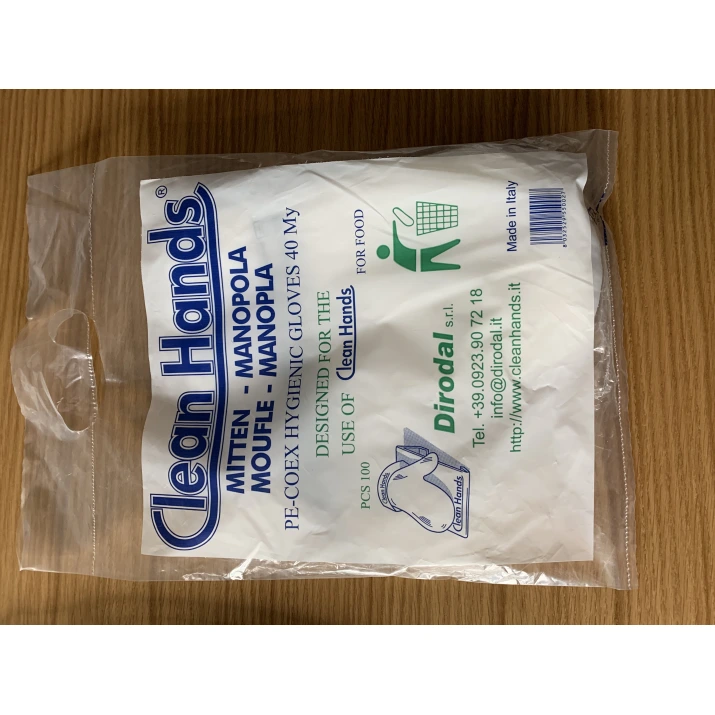 Clean Hands®
MITTEN - MANOPOLA
MOUFLE - MANOPLA
PE-COEX HYGIENIC GLOVES 40 My
DESIGNED FOR THE
USE OF Clean Hands
PCS 100
FOR FOOD
Clean Hands
Clean Hands
Dirodal s.r.l.
Tel. +39.0923.90 72 18
info@dirodal.it
http://www.cleanhands.it
Made in Italy